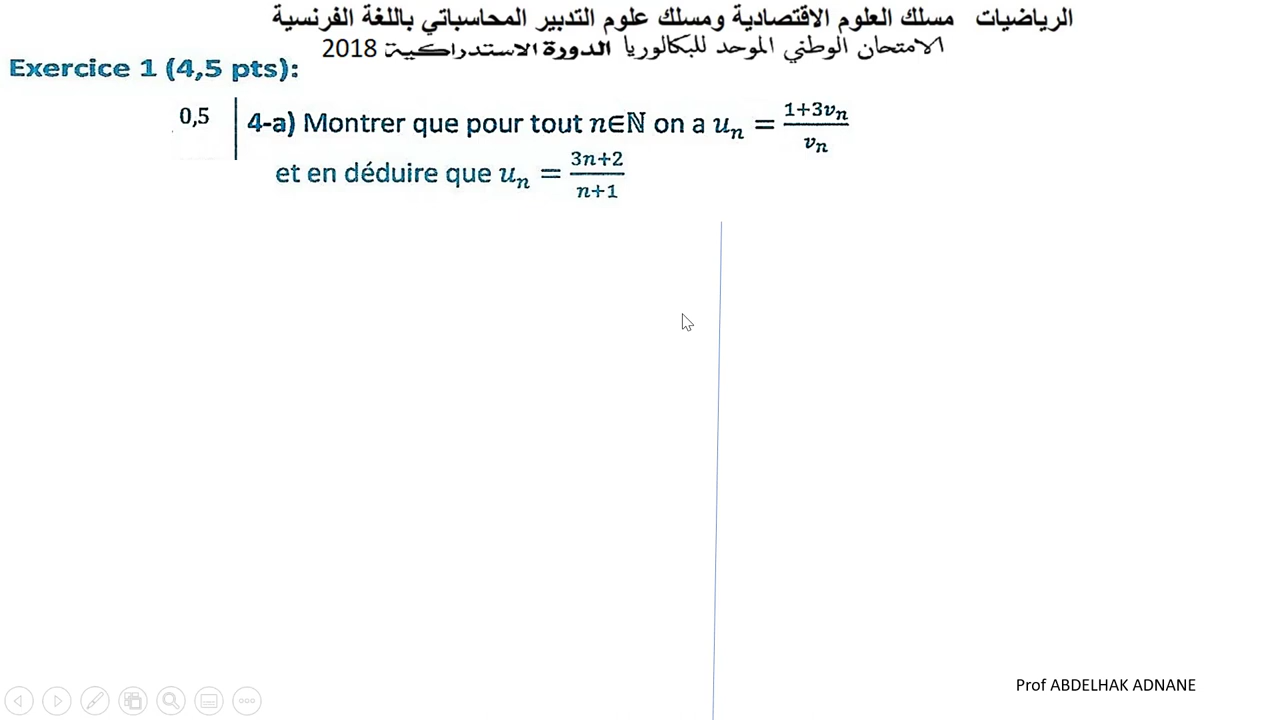 الرياضيات مسلك العلوم الاقتصادية ومسلك علوم التدبير المحاسباتي باللغة الفرنسية
الامتحان الوطني الموحد للبكالوريا الدورة الاستدراكية 2018
Exercice 1 (4,5 pts):
0,5 4-a) Montrer que pour tout n∈ℕ on a uₙ = (1+3vₙ)/vₙ
et en déduire que uₙ = (3n+2)/(n+1)
Prof ABDELHAK ADNANE